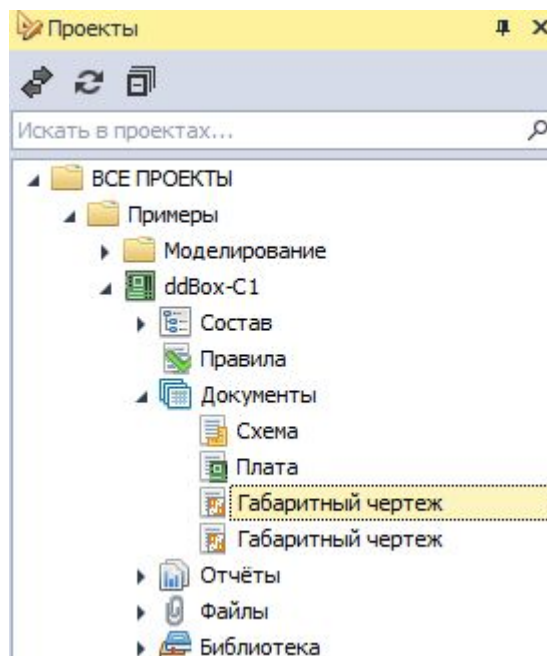 Проекты
Искать в проектах...
ВСЕ ПРОЕКТЫ
Примеры
Моделирование
ddBox-C1
Состав
Правила
Документы
Схема
Плата
Габаритный чертеж
Габаритный чертеж
Отчёты
Файлы
Библиотека